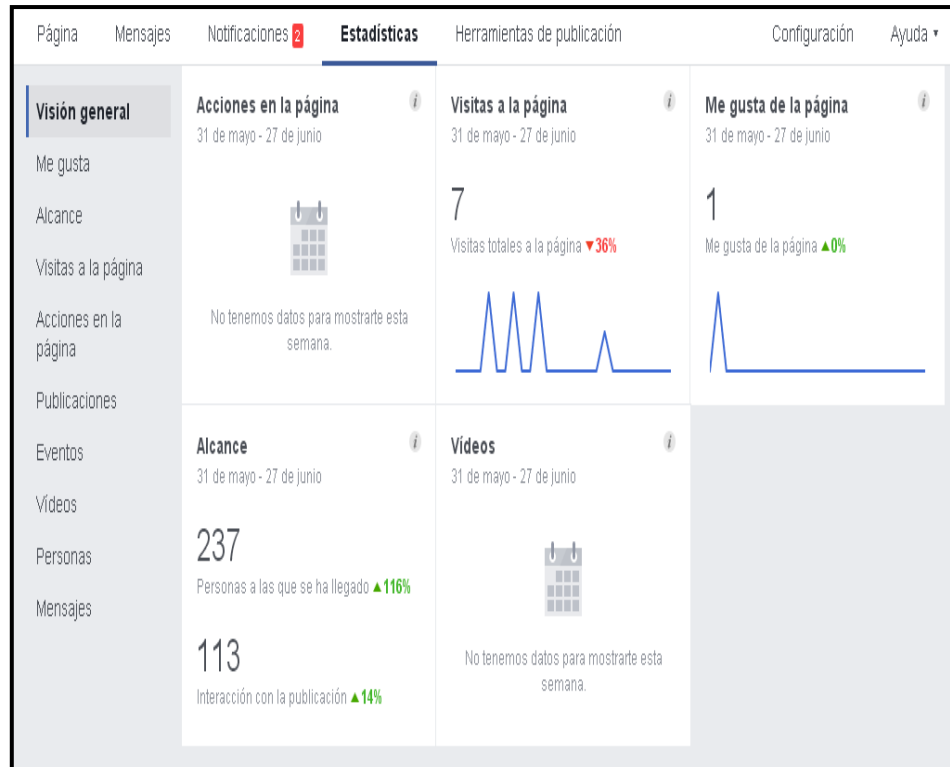 Página Mensajes Notificaciones 2 Estadísticas Herramientas de publicación Configuración Ayuda
Visión general
Me gusta
Alcance
Visitas a la página
Acciones en la
página
Publicaciones
Eventos
Vídeos
Personas
Mensajes
Acciones en la página
31 de mayo - 27 de junio
No tenemos datos para mostrarte esta
semana.
Visitas a la página
31 de mayo - 27 de junio
7
Visitas totales a la página ▼36%
Me gusta de la página
31 de mayo - 27 de junio
1
Me gusta de la página ▲0%
Alcance
31 de mayo - 27 de junio
237
Personas a las que se ha llegado ▲116%
113
Interacción con la publicación ▲14%
Vídeos
31 de mayo - 27 de junio
No tenemos datos para mostrarte esta
semana.